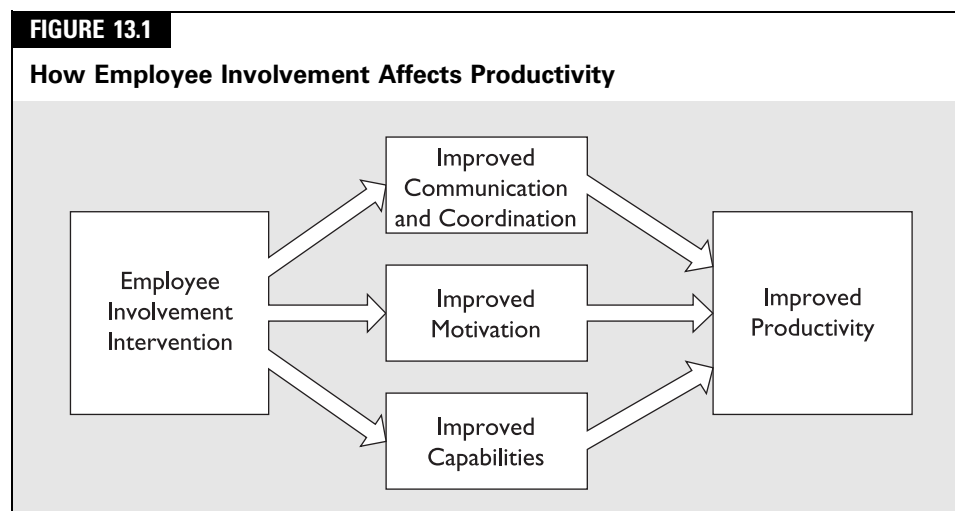 FIGURE 13.1
How Employee Involvement Affects Productivity
Employee
Involvement
Intervention
Improved
Communication
and Coordination
Improved
Motivation
Improved
Capabilities
Improved
Productivity